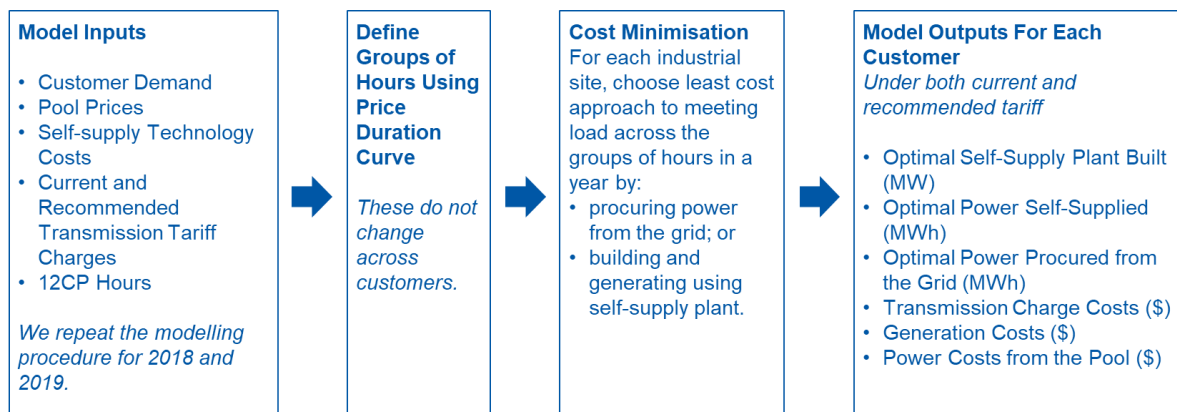 Model Inputs
• Customer Demand
• Pool Prices
• Self-supply Technology
Costs
• Current and
Recommended
Transmission Tariff
Charges
• 12CP Hours
We repeat the modelling
procedure for 2018 and
2019.
Define
Groups of
Hours Using
Price
Duration
Curve
These do not
change
across
customers.
Cost Minimisation
For each industrial
site, choose least cost
approach to meeting
load across the
groups of hours in a
year by:
• procuring power
from the grid; or
• building and
generating using
self-supply plant.
Model Outputs For Each
Customer
Under both current and
recommended tariff
• Optimal Self-Supply Plant Built
(MW)
• Optimal Power Self-Supplied
(MWh)
• Optimal Power Procured from
the Grid (MWh)
• Transmission Charge Costs ($)
• Generation Costs ($)
• Power Costs from the Pool ($)